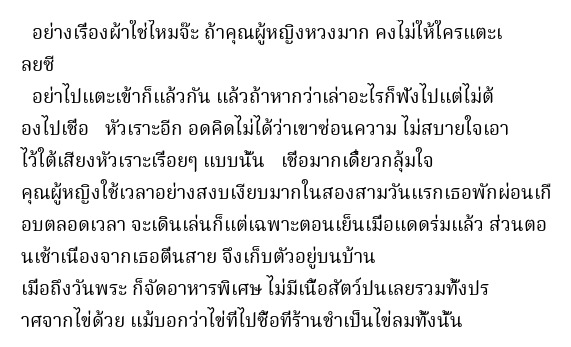 อย่างเรื่องผ้าใช่ไหมจ๊ะ ถ้าคุณผู้หญิงหวงมาก คงไม่ให้ใครแตะเ
ลยซี
อย่าไปแตะเข้าก็แล้วกัน แล้วถ้าหากว่าเล่าอะไรก็ฟังไปแต่ไม่ต้
องไปเชื่อ หัวเราะอีก อดคิดไม่ได้ว่าเขาซ่อนความ ไม่สบายใจเอา
ไว้ใต้เสียงหัวเราะเรื่อยๆ แบบนั้น เชื่อมากเดี๋ยวกลุ้มใจ
คุณผู้หญิงใช้เวลาอย่างสงบเงียบมากในสองสามวันแรกเธอพักผ่อนเกื
อบตลอดเวลา จะเดินเล่นก็แต่เฉพาะตอนเย็นเมื่อแดดร่มแล้ว ส่วนตอ
นเช้าเนื่องจากเธอตื่นสาย จึงเก็บตัวอยู่บนบ้าน
เมื่อถึงวันพระ ก็จัดอาหารพิเศษ ไม่มีเนื้อสัตว์ปนเลยรวมทั้งปร
าศจากไข่ด้วย แม้บอกว่าไข่ที่ไปซื้อที่ร้านชำเป็นไข่ลมทั้งนั้น